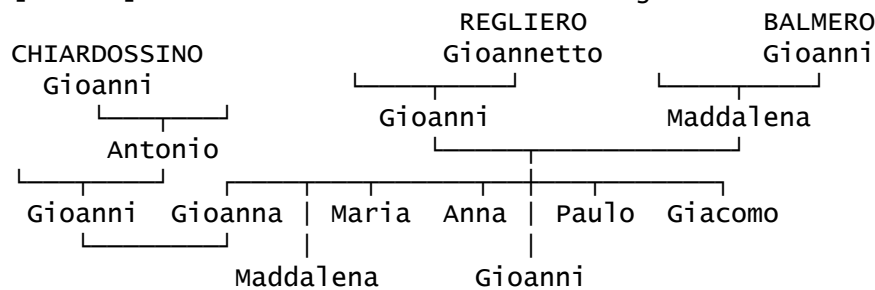 REGLIERO BALMERO
CHIARDOSSINO Gioannetto Gioanni
Gioanni
Gioanni Maddalena
Antonio
Gioanni Gioanna Maria Anna Paulo Giacomo
Maddalena Gioanni